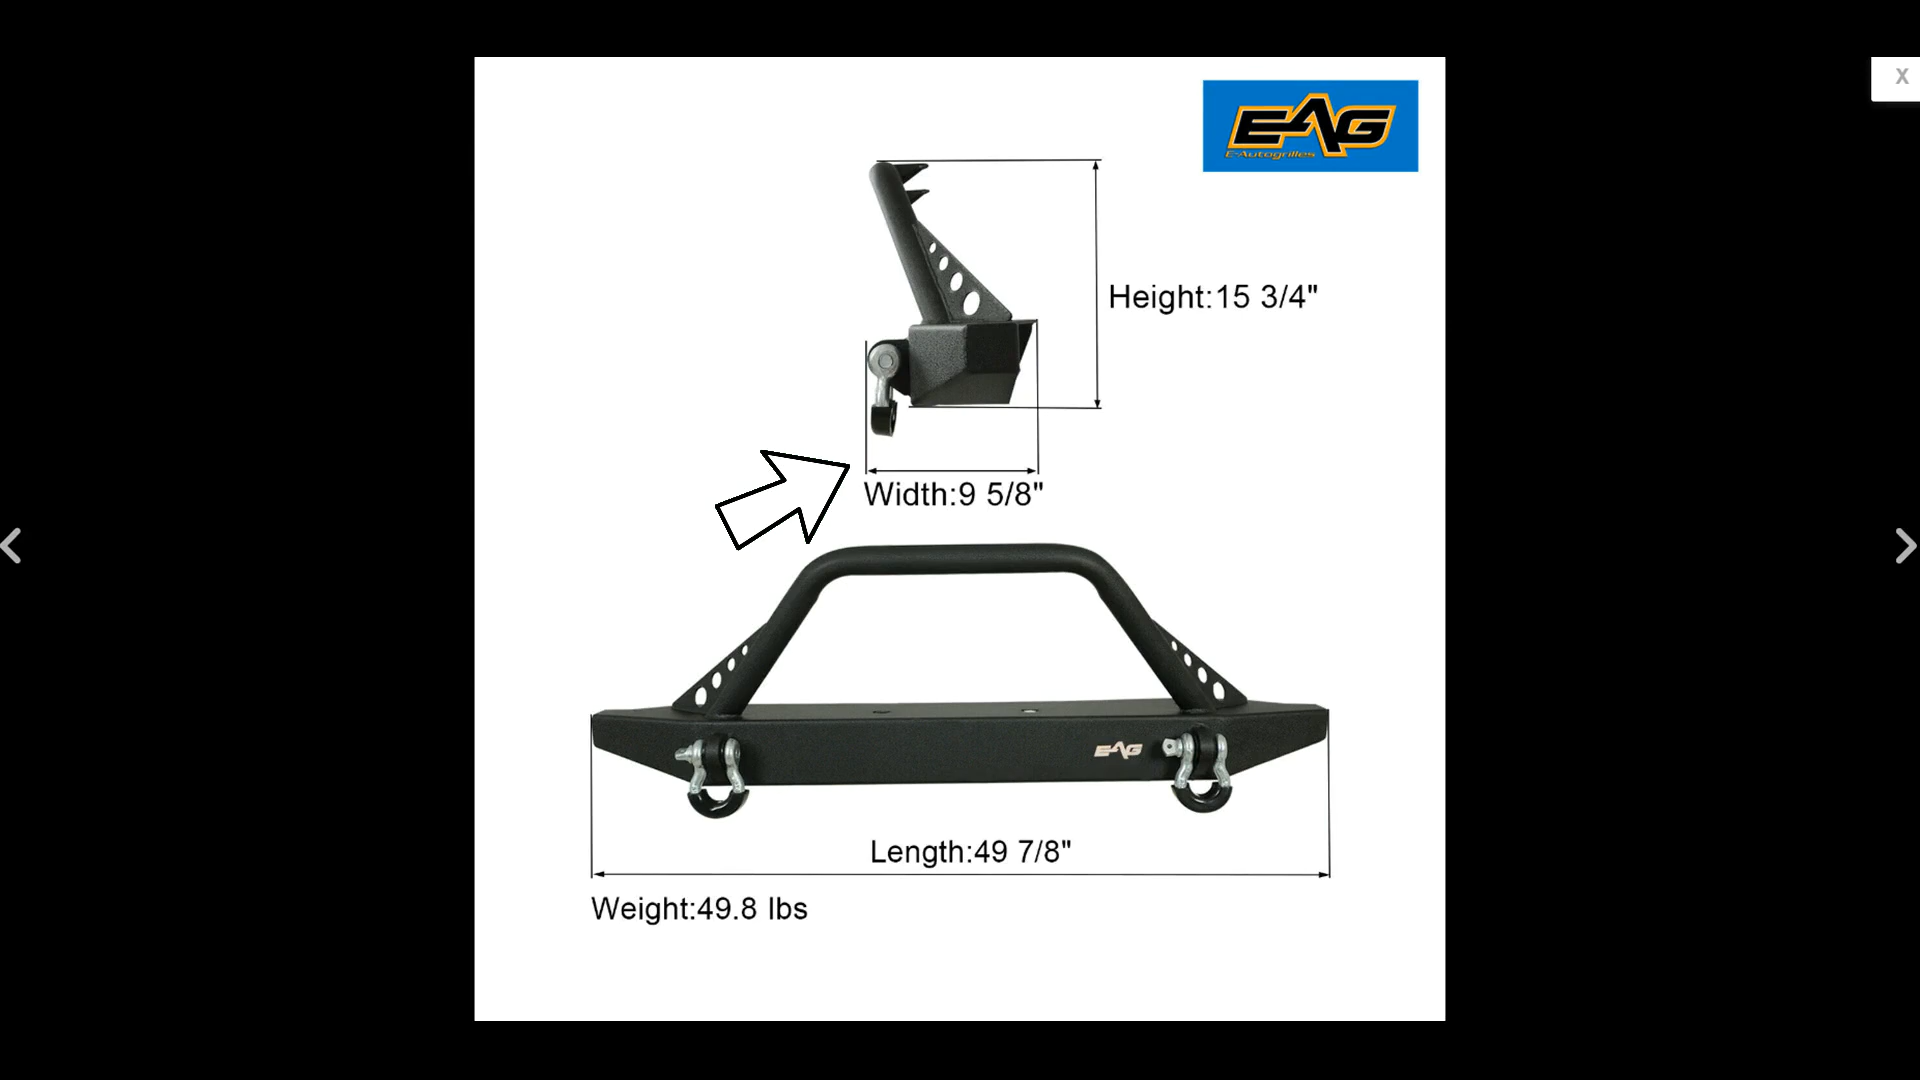 X
EAG
E-Autogrilles
Height:15 3/4"
Width:9 5/8"
EAG
Length:49 7/8"
Weight:49.8 lbs